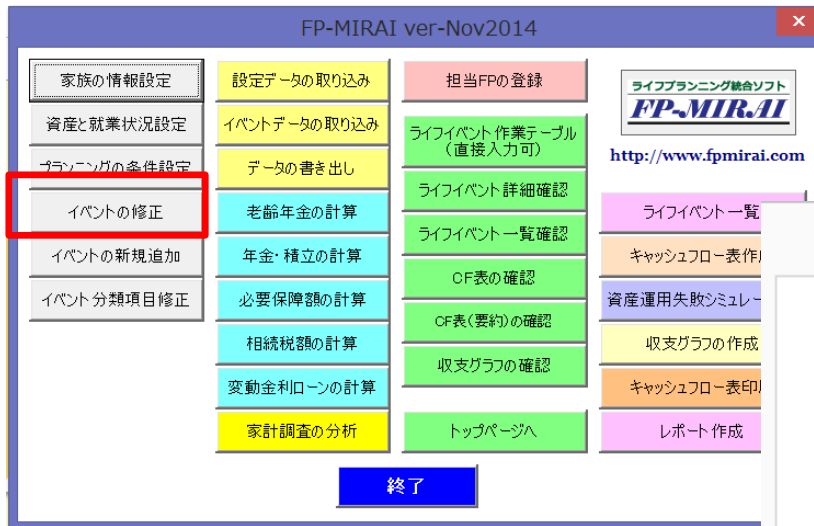 FP-MIRAI ver-Nov2014
×
家族の情報設定
資産と就業状況設定
プランニングの条件設定
イベントの修正
イベントの新規追加
イベント分類項目修正
設定データの取り込み
イベントデータの取り込み
データの書き出し
老齢年金の計算
年金・積立の計算
必要保障額の計算
相続税額の計算
変動金利ローンの計算
家計調査の分析
担当FPの登録
ライフイベント作業テーブル
(直接入力可)
ライフイベント詳細確認
ライフイベント一覧確認
CF表の確認
CF表(要約)の確認
収支グラフの確認
トップページへ
ライフプランニング統合ソフト
FP-MIRAI
http://www.fpmirai.com
ライフイベント一覧
キャッシュフロー表作
資産運用失敗シミュレー
収支グラフの作成
キャッシュフロー表印
レポート作成
終了